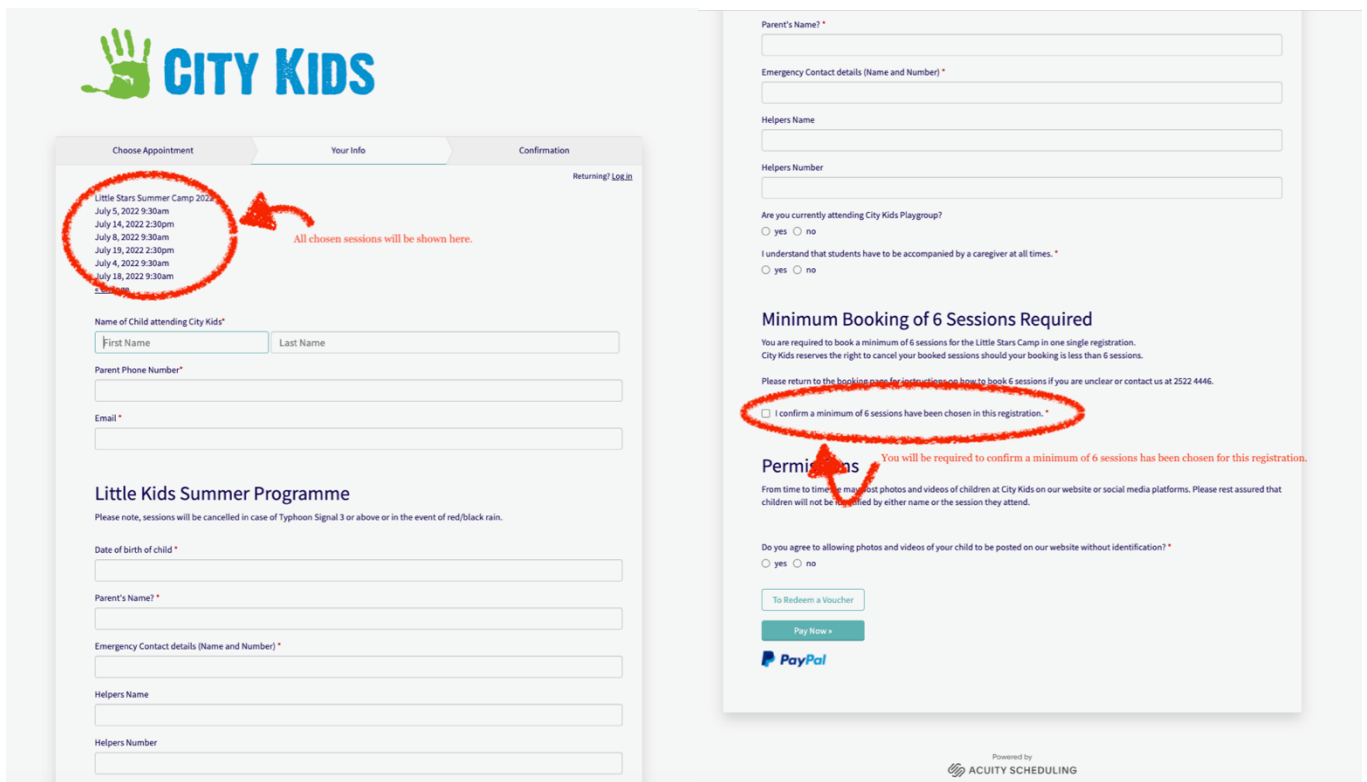 CITY KIDS
Choose Appointment
Your Info
Confirmation
Returning? Log in
Little Stars Summer Camp 2022
July 5, 2022 9:30am
July 14, 2022 2:30pm
July 8, 2022 9:30am
July 19, 2022 2:30pm
July 4, 2022 9:30am
July 18, 2022 9:30am
All chosen sessions will be shown here.
Name of Child attending City Kids*
First Name
Last Name
Parent Phone Number*
Email *
Little Kids Summer Programme
Please note, sessions will be cancelled in case of Typhoon Signal 3 or above or in the event of red/black rain.
Date of birth of child *
Parent's Name? *
Emergency Contact details (Name and Number) *
Helpers Name
Helpers Number
Parent's Name? *
Emergency Contact details (Name and Number) *
Helpers Name
Helpers Number
Are you currently attending City Kids Playgroup?
yes no
I understand that students have to be accompanied by a caregiver at all times. *
yes no
Minimum Booking of 6 Sessions Required
You are required to book a minimum of 6 sessions for the Little Stars Camp in one single registration.
City Kids reserves the right to cancel your booked sessions should your booking is less than 6 sessions.
Please return to the booking page for instructions on how to book 6 sessions if you are unclear or contact us at 2522 4446.
I confirm a minimum of 6 sessions have been chosen in this registration. *
You will be required to confirm a minimum of 6 sessions has been chosen for this registration.
Permissions
From time to time we may post photos and videos of children at City Kids on our website or social media platforms. Please rest assured that
children will not be identified by either name or the session they attend.
Do you agree to allowing photos and videos of your child to be posted on our website without identification? *
yes no
To Redeem a Voucher
Pay Now »
PayPal
Powered by
ACUITY SCHEDULING